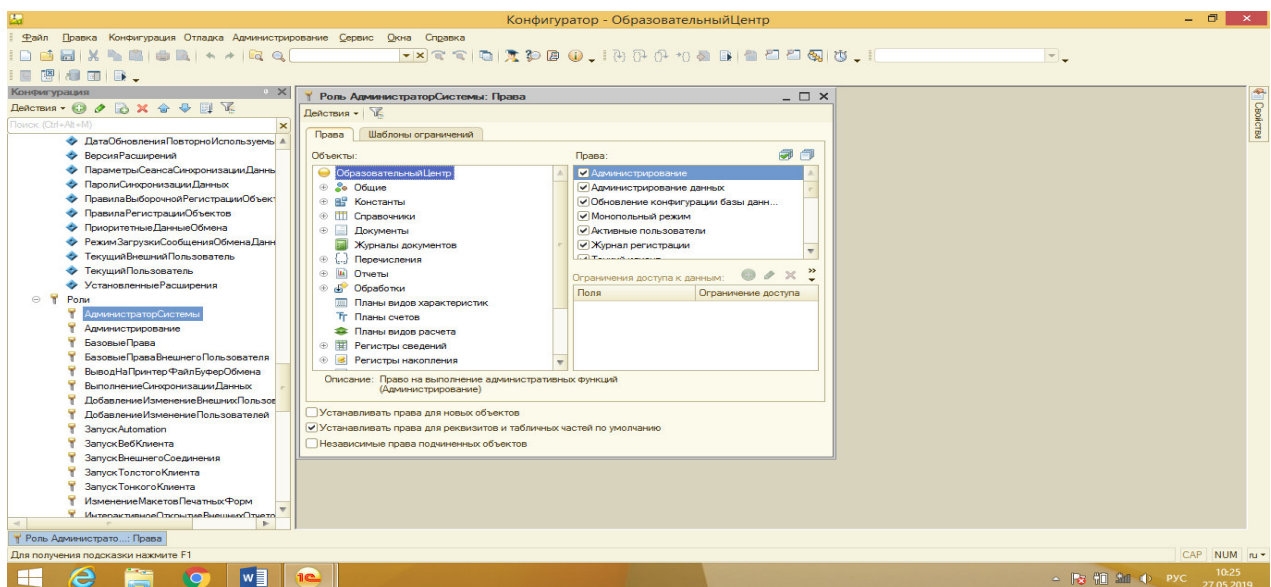 Конфигуратор - ОбразовательныйЦентр
Файл Правка Конфигурация Отладка Администрирование Сервис Окна Справка
Конфигурация
Действия
Поиск (Ctrl+Alt+M)
ДатаОбновленияПовторноИспользуемь
ВерсияРасширений
ПараметрыСеансаСинхронизацииДаннь
ПаролиСинхронизацииДанных
ПравилаВыборочнойРегистрацииОбъект
ПравилаРегистрацииОбъектов
ПриоритетныеДанныеОбмена
РежимЗагрузкиСообщенияОбменаДанн
ТекущийВнешнийПользователь
ТекущийПользователь
УстановленныеРасширения
Роли
АдминистраторСистемы
Администрирование
БазовыеПрава
БазовыеПраваВнешнегоПользователя
ВыводНаПринтерФайлБуферОбмена
ВыполнениеСинхронизацииДанных
ДобавлениеИзменениеВнешнихПользов
ДобавлениеИзменениеПользователей
ЗапускAutomation
ЗапускВебКлиента
ЗапускВнешнегоСоединения
ЗапускТолстогоКлиента
ЗапускТонкогоКлиента
ИзменениеМакетовПечатныхФорм
ИнтерактивноеОткрытиеВнешнихОтчето
Роль АдминистраторСистемы: Права
Действия
Права Шаблоны ограничений
Объекты:
ОбразовательныйЦентр
Общие
Константы
Справочники
Документы
Журналы документов
Перечисления
Отчеты
Обработки
Планы видов характеристик
Планы счетов
Планы видов расчета
Регистры сведений
Регистры накопления
Права:
Администрирование
Администрирование данных
Обновление конфигурации базы данн...
Монопольный режим
Активные пользователи
Журнал регистрации
Тонкий клиент
Ограничения доступа к данным:
Поля Ограничение доступа
Описание: Право на выполнение административных функций
(Администрирование)
Устанавливать права для новых объектов
Устанавливать права для реквизитов и табличных частей по умолчанию
Независимые права подчиненных объектов
Свойства
Роль Администрато...: Права
Для получения подсказки нажмите F1
CAP NUM ru
РУС
10:25
27.05.2019